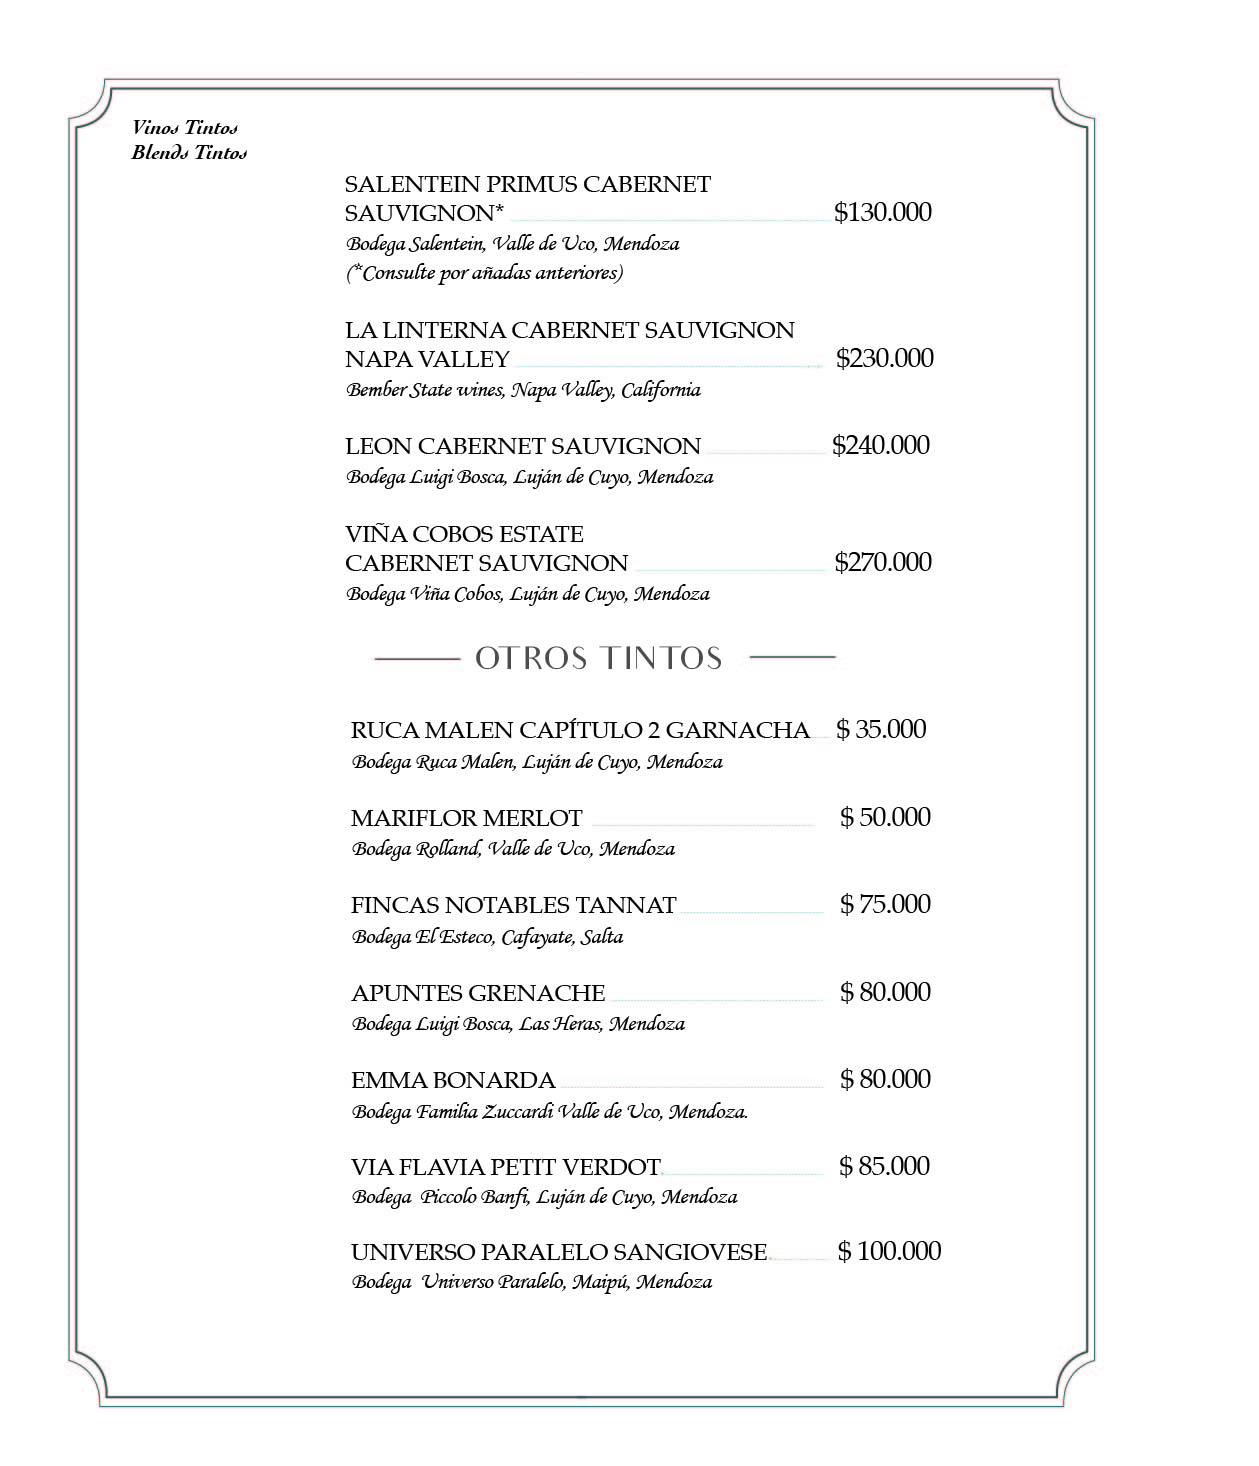 Vinos Tintos
Blends Tintos
SALENTEIN PRIMUS CABERNET
SAUVIGNON* $130.000
Bodega Salentein, Valle de Uco, Mendoza
(*Consulte por añadas anteriores)
LA LINTERNA CABERNET SAUVIGNON
NAPA VALLEY $230.000
Bember State wines, Napa Valley, California
LEON CABERNET SAUVIGNON $240.000
Bodega Luigi Bosca, Luján de Cuyo, Mendoza
VIÑA COBOS ESTATE
CABERNET SAUVIGNON $270.000
Bodega Viña Cobos, Luján de Cuyo, Mendoza
OTROS TINTOS
RUCA MALEN CAPÍTULO 2 GARNACHA $ 35.000
Bodega Ruca Malen, Luján de Cuyo, Mendoza
MARIFLOR MERLOT $ 50.000
Bodega Rolland, Valle de Uco, Mendoza
FINCAS NOTABLES TANNAT $ 75.000
Bodega El Esteco, Cafayate, Salta
APUNTES GRENACHE $ 80.000
Bodega Luigi Bosca, Las Heras, Mendoza
EMMA BONARDA $ 80.000
Bodega Familia Zuccardi Valle de Uco, Mendoza.
VIA FLAVIA PETIT VERDOT $ 85.000
Bodega Piccolo Banfi, Luján de Cuyo, Mendoza
UNIVERSO PARALELO SANGIOVESE $ 100.000
Bodega Universo Paralelo, Maipú, Mendoza